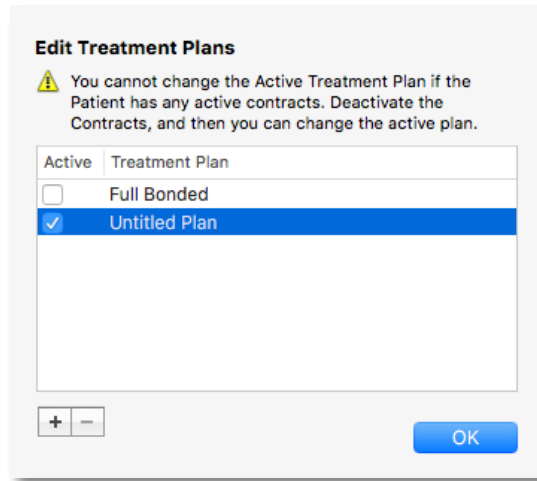 Edit Treatment Plans
You cannot change the Active Treatment Plan if the
Patient has any active contracts. Deactivate the
Contracts, and then you can change the active plan.
Active Treatment Plan
Full Bonded
Untitled Plan
+ −
OK